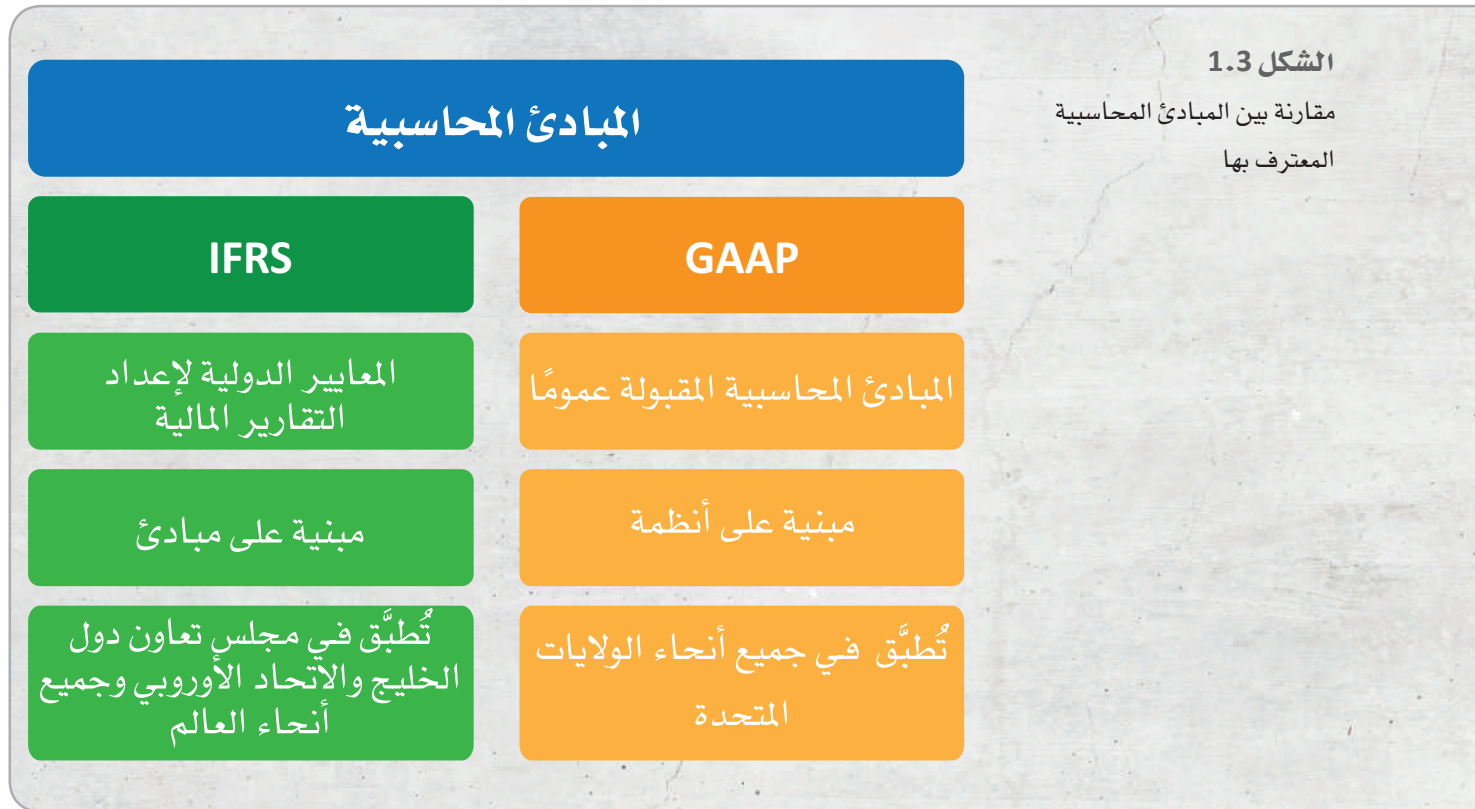 الشكل 1.3
مقارنة بين المبادئ المحاسبية
المعترف بها
المبادئ المحاسبية
GAAP
المبادئ المحاسبية المقبولة عمومًا
مبنية على أنظمة
تُطبَّق في جميع أنحاء الولايات
المتحدة
IFRS
المعايير الدولية لإعداد
التقارير المالية
مبنية على مبادئ
تُطبَّق في مجلس تعاون دول
الخليج والاتحاد الأوروبي وجميع
أنحاء العالم